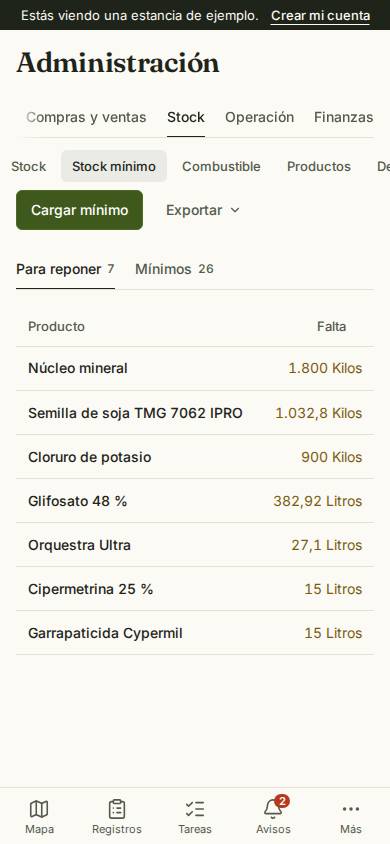 Estás viendo una estancia de ejemplo. Crear mi cuenta
Administración
Compras y ventas Stock Operación Finanzas
Stock Stock mínimo Combustible Productos De
Cargar mínimo Exportar
Para reponer 7 Mínimos 26
Producto Falta
Núcleo mineral 1.800 Kilos
Semilla de soja TMG 7062 IPRO 1.032,8 Kilos
Cloruro de potasio 900 Kilos
Glifosato 48 % 382,92 Litros
Orquestra Ultra 27,1 Litros
Cipermetrina 25 % 15 Litros
Garrapaticida Cypermil 15 Litros
2
Mapa Registros Tareas Avisos Más